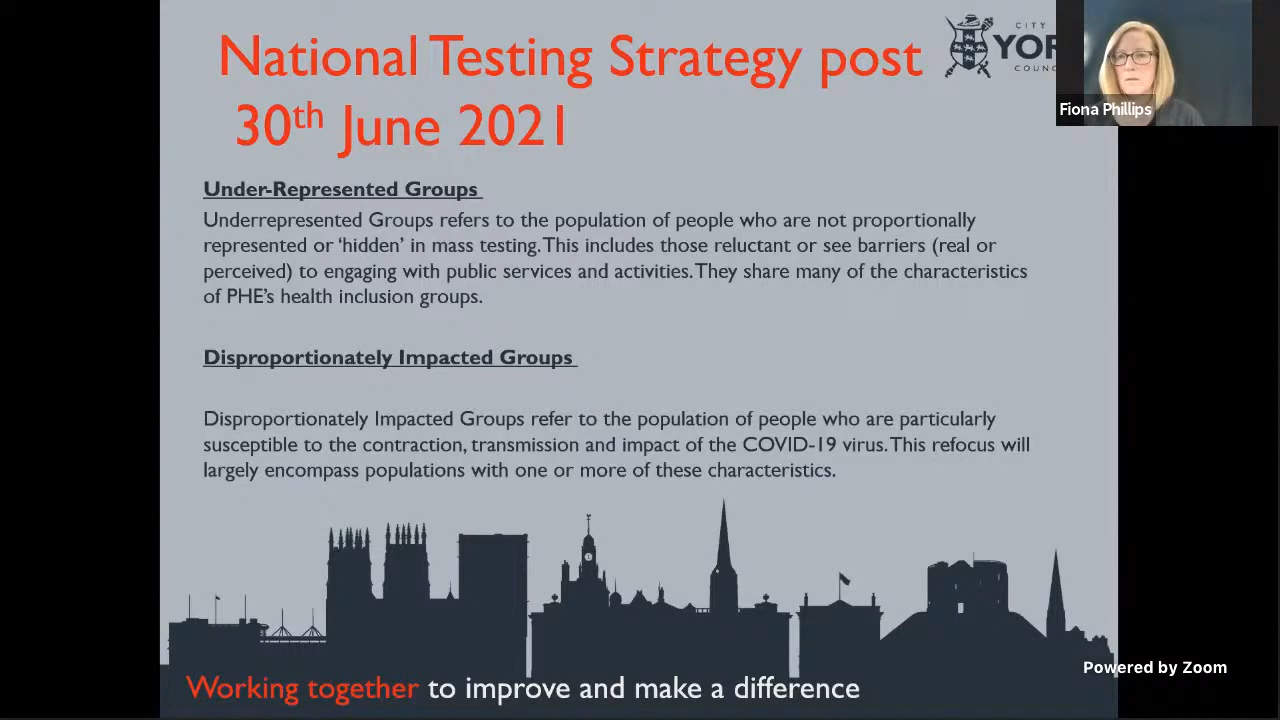 National Testing Strategy post
30th June 2021
CITY
YOR
COUNC
Fiona Phillips
Under-Represented Groups
Underrepresented Groups refers to the population of people who are not proportionally
represented or ‘hidden’ in mass testing. This includes those reluctant or see barriers (real or
perceived) to engaging with public services and activities. They share many of the characteristics
of PHE’s health inclusion groups.
Disproportionately Impacted Groups
Disproportionately Impacted Groups refer to the population of people who are particularly
susceptible to the contraction, transmission and impact of the COVID-19 virus. This refocus will
largely encompass populations with one or more of these characteristics.
Powered by Zoom
Working together to improve and make a difference